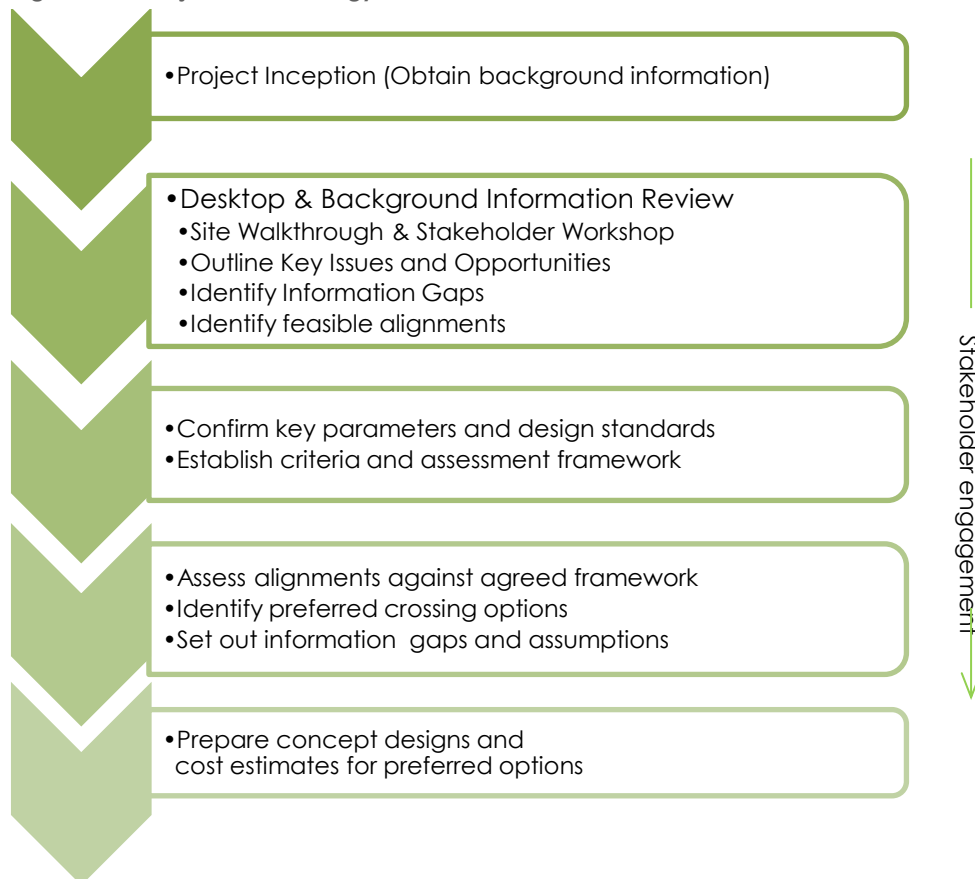 •Project Inception (Obtain background information)
•Desktop & Background Information Review
•Site Walkthrough & Stakeholder Workshop
•Outline Key Issues and Opportunities
•Identify Information Gaps
•Identify feasible alignments
•Confirm key parameters and design standards
•Establish criteria and assessment framework
•Assess alignments against agreed framework
•Identify preferred crossing options
•Set out information gaps and assumptions
•Prepare concept designs and
cost estimates for preferred options
Stakeholder engagement